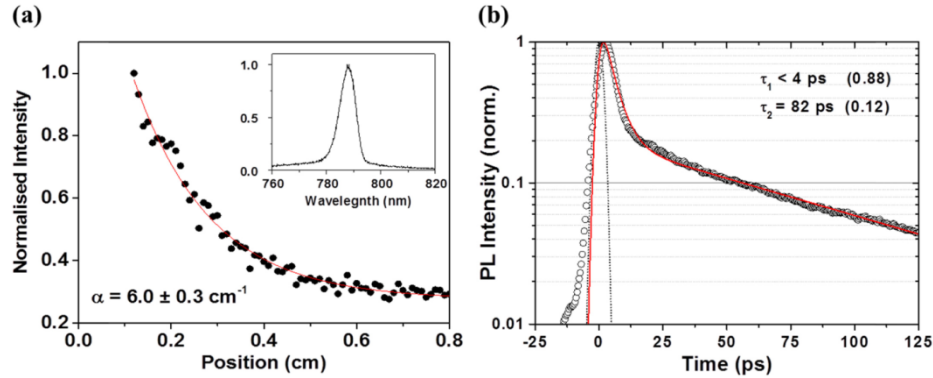 (a)
Normalised Intensity
1.0
0.8
0.6
0.4
0.2
0.0 0.2 0.4 0.6 0.8
Position (cm)
α = 6.0 ± 0.3 cm⁻¹
1.0
0.5
0.0
760 780 800 820
Wavelegnth (nm)
(b)
PL Intensity (norm.)
1
0.1
0.01
-25 0 25 50 75 100 125
Time (ps)
τ₁ < 4 ps (0.88)
τ₂ = 82 ps (0.12)